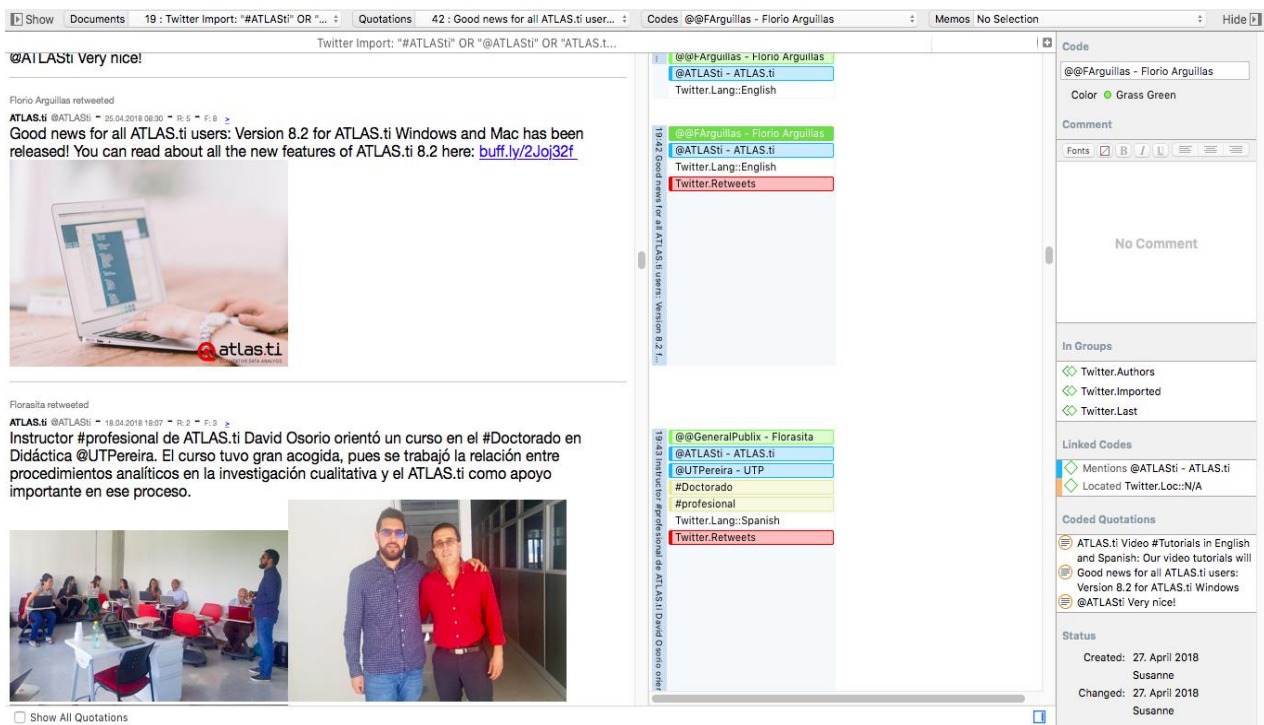 Show Documents 19 : Twitter Import: "#ATLASti" OR "... Quotations 42 : Good news for all ATLAS.ti user... Codes @@FArguillas - Florio Arguillas Memos No Selection Hide
Twitter Import: "#ATLASti" OR "@ATLASti" OR "ATLAS.t...
@ATLASti Very nice!
Florio Arguillas retweeted
ATLAS.ti @ATLASti - 25.04.2018 08:30 - R: 5 - F: 8 >
Good news for all ATLAS.ti users: Version 8.2 for ATLAS.ti Windows and Mac has been
released! You can read about all the new features of ATLAS.ti 8.2 here: buff.ly/2Joj32f
atlas.ti
QUALITATIVE DATA ANALYSIS
Florasita retweeted
ATLAS.ti @ATLASti - 18.04.2018 18:07 - R: 2 - F: 3 >
Instructor #profesional de ATLAS.ti David Osorio orientó un curso en el #Doctorado en
Didáctica @UTPereira. El curso tuvo gran acogida, pues se trabajó la relación entre
procedimientos analíticos en la investigación cualitativa y el ATLAS.ti como apoyo
importante en ese proceso.
Show All Quotations
...
@@FArguillas - Florio Arguillas
@ATLASti - ATLAS.ti
Twitter.Lang::English
19:42 Good news for all ATLAS.ti users: Version 8.2 f...
@@FArguillas - Florio Arguillas
@ATLASti - ATLAS.ti
Twitter.Lang::English
Twitter.Retweets
19:43 Instructor #profesional de ATLAS.ti David Osorio orier
@@GeneralPublix - Florasita
@ATLASti - ATLAS.ti
@UTPereira - UTP
#Doctorado
#profesional
Twitter.Lang::Spanish
Twitter.Retweets
Code
@@FArguillas - Florio Arguillas
Color Grass Green
Comment
Fonts B I U
No Comment
In Groups
Twitter.Authors
Twitter.Imported
Twitter.Last
Linked Codes
Mentions @ATLASti - ATLAS.ti
Located Twitter.Loc::N/A
Coded Quotations
ATLAS.ti Video #Tutorials in English
and Spanish: Our video tutorials will
Good news for all ATLAS.ti users:
Version 8.2 for ATLAS.ti Windows
@ATLASti Very nice!
Status
Created: 27. April 2018
Susanne
Changed: 27. April 2018
Susanne